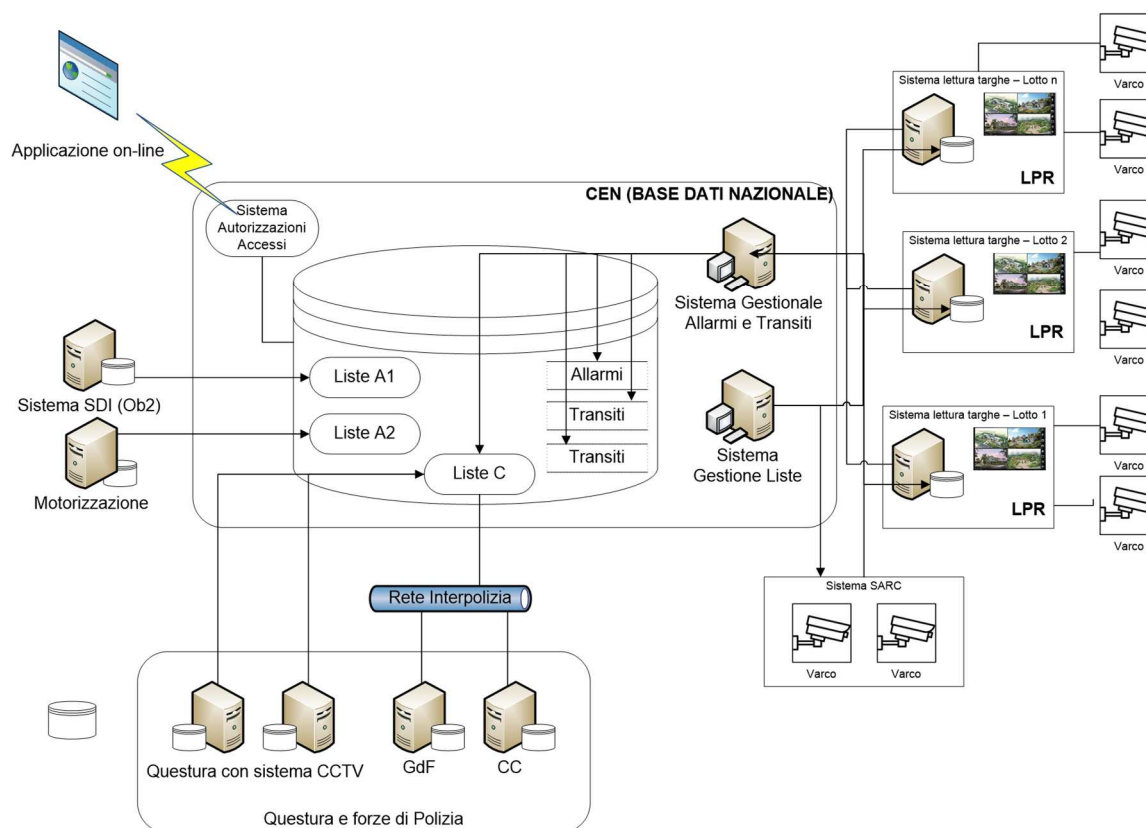 Applicazione on-line
CEN (BASE DATI NAZIONALE)
Sistema
Autorizzazioni
Accessi
Sistema SDI (Ob2)
Motorizzazione
Liste A1
Liste A2
Liste C
Allarmi
Transiti
Transiti
Sistema Gestionale
Allarmi e Transiti
Sistema
Gestione Liste
Sistema lettura targhe – Lotto n
LPR
Varco
Varco
Sistema lettura targhe – Lotto 2
LPR
Varco
Varco
Sistema lettura targhe – Lotto 1
LPR
Varco
Varco
Sistema SARC
Varco
Varco
Rete Interpolizia
Questura con sistema CCTV
GdF
CC
Questura e forze di Polizia